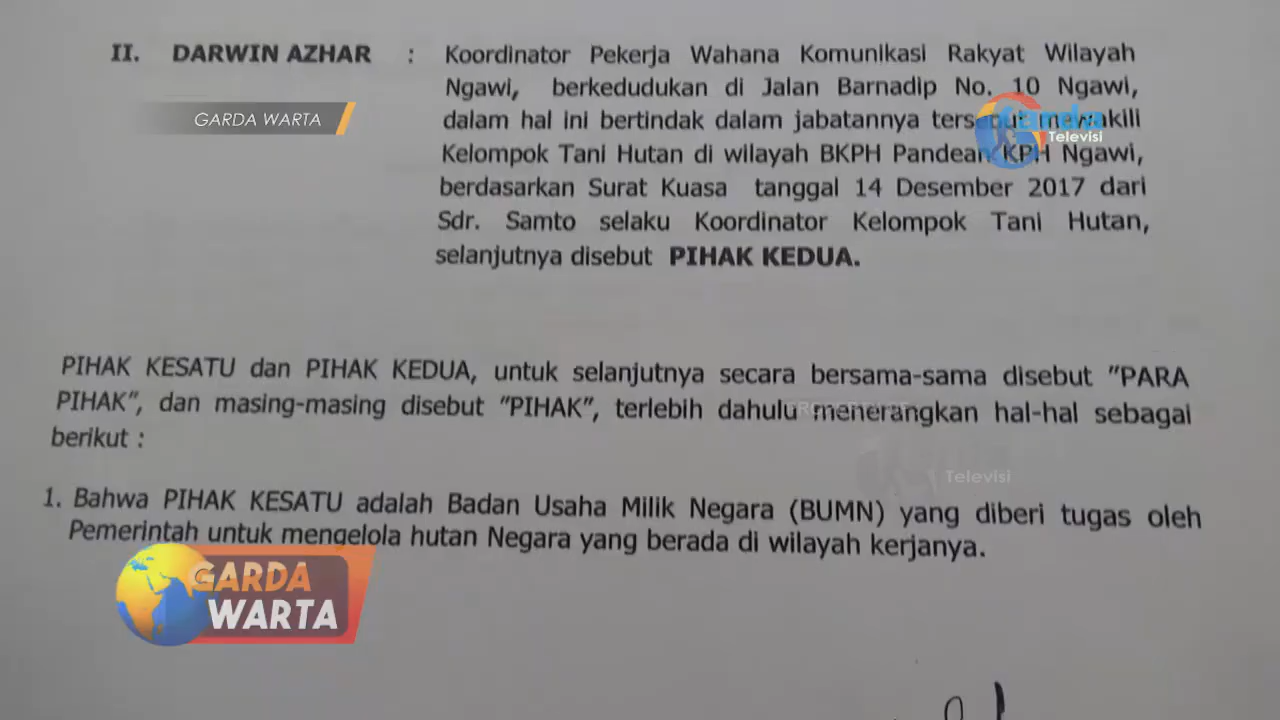 II. DARWIN AZHAR : Koordinator Pekerja Wahana Komunikasi Rakyat Wilayah
Ngawi, berkedudukan di Jalan Barnadip No. 10 Ngawi,
GARDA WARTA
dalam hal ini bertindak dalam jabatannya tersebut mewakili
Televisi
Kelompok Tani Hutan di wilayah BKPH Pandean KPH Ngawi,
berdasarkan Surat Kuasa tanggal 14 Desember 2017 dari
Sdr. Samto selaku Koordinator Kelompok Tani Hutan,
selanjutnya disebut PIHAK KEDUA.
PIHAK KESATU dan PIHAK KEDUA, untuk selanjutnya secara bersama-sama disebut "PARA
PIHAK", dan masing-masing disebut "PIHAK", terlebih dahulu menerangkan hal-hal sebagai
berikut :
Televisi
1. Bahwa PIHAK KESATU adalah Badan Usaha Milik Negara (BUMN) yang diberi tugas oleh
Pemerintah untuk mengelola hutan Negara yang berada di wilayah kerjanya.
GARDA
WARTA